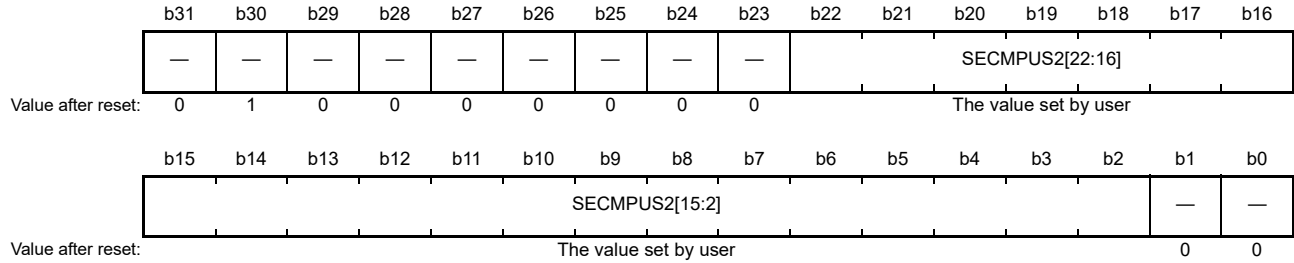 b31 b30 b29 b28 b27 b26 b25 b24 b23 b22 b21 b20 b19 b18 b17 b16
— — — — — — — — — SECMPUS2[22:16]
Value after reset: 0 1 0 0 0 0 0 0 0 The value set by user
b15 b14 b13 b12 b11 b10 b9 b8 b7 b6 b5 b4 b3 b2 b1 b0
SECMPUS2[15:2] — —
Value after reset: The value set by user 0 0